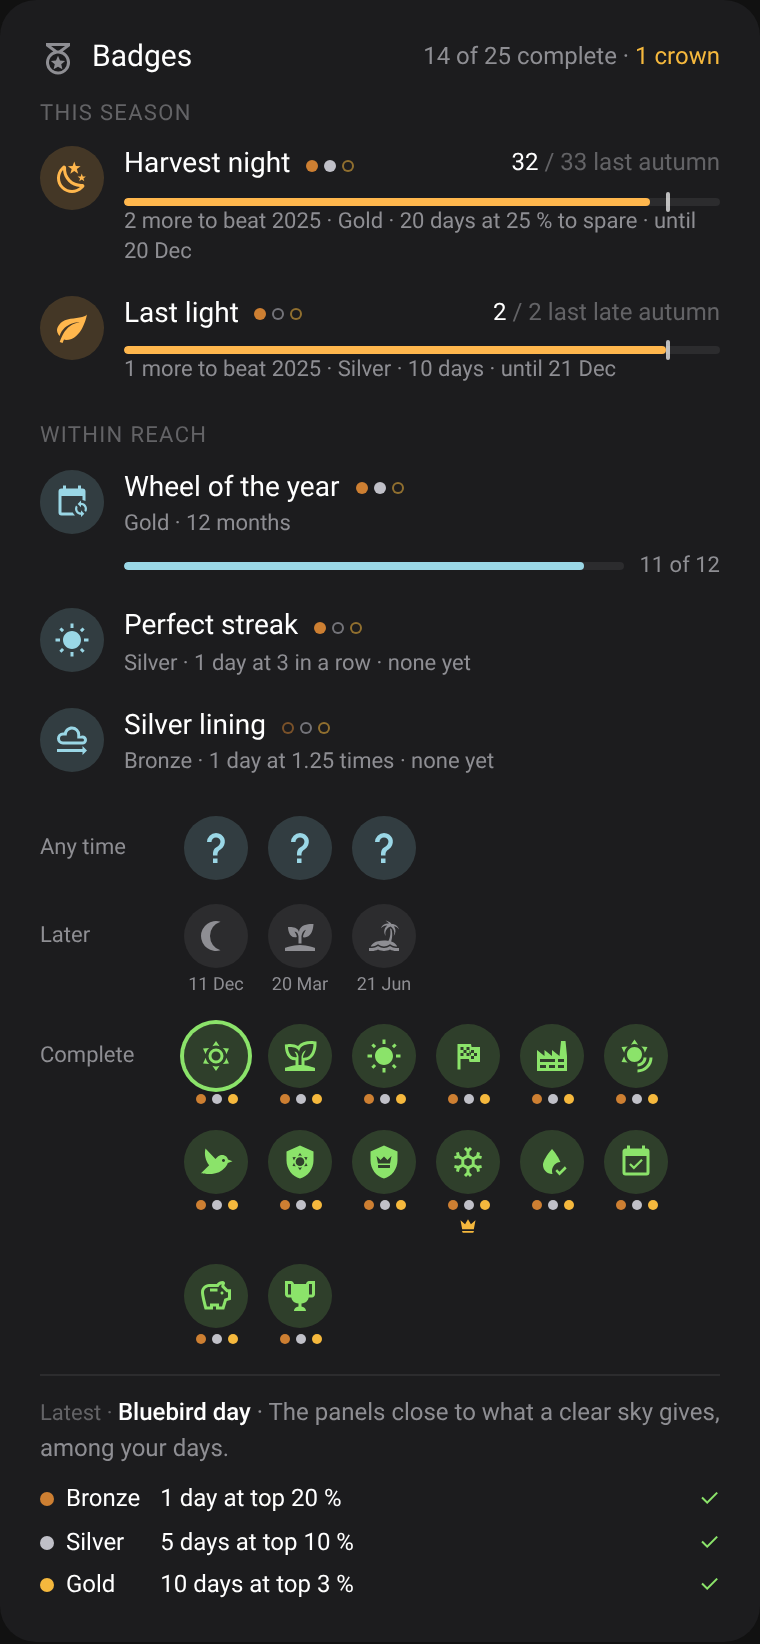 Badges
14 of 25 complete · 1 crown
THIS SEASON
Harvest night
32 / 33 last autumn
2 more to beat 2025 · Gold · 20 days at 25 % to spare · until
20 Dec
Last light
2 / 2 last late autumn
1 more to beat 2025 · Silver · 10 days · until 21 Dec
WITHIN REACH
Wheel of the year
Gold · 12 months
11 of 12
Perfect streak
Silver · 1 day at 3 in a row · none yet
Silver lining
Bronze · 1 day at 1.25 times · none yet
Any time
? ? ?
Later
11 Dec 20 Mar 21 Jun
Complete
Latest · Bluebird day · The panels close to what a clear sky gives,
among your days.
Bronze 1 day at top 20 %
Silver 5 days at top 10 %
Gold 10 days at top 3 %